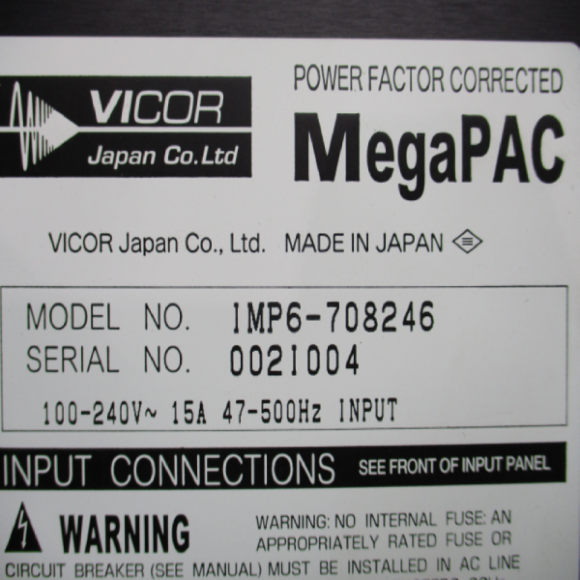 VICOR
Japan Co.Ltd
POWER FACTOR CORRECTED
MegaPAC
VICOR Japan Co., Ltd. MADE IN JAPAN
MODEL NO. IMP6-708246
SERIAL NO. 002I004
100-240V~ 15A 47-500Hz INPUT
INPUT CONNECTIONS SEE FRONT OF INPUT PANEL
WARNING
WARNING: NO INTERNAL FUSE: AN
APPROPRIATELY RATED FUSE OR
CIRCUIT BREAKER (SEE MANUAL) MUST BE INSTALLED IN AC LINE